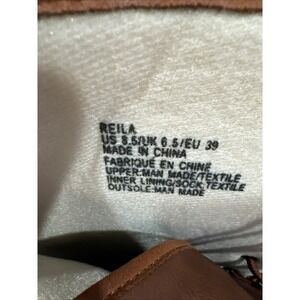 REILA
US 8.5/UK 6.5/EU 39
MADE IN CHINA
FABRIQUÉ EN CHINE
UPPER:MAN MADE/TEXTILE
INNER LINING/SOCK:TEXTILE
OUTSOLE:MAN MADE